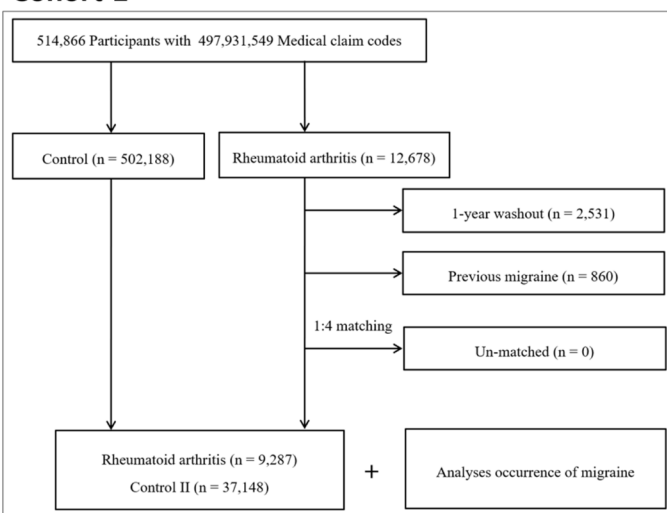 514,866 Participants with 497,931,549 Medical claim codes
Control (n = 502,188)
Rheumatoid arthritis (n = 12,678)
1-year washout (n = 2,531)
Previous migraine (n = 860)
1:4 matching
Un-matched (n = 0)
Rheumatoid arthritis (n = 9,287)
Control II (n = 37,148)
+
Analyses occurrence of migraine